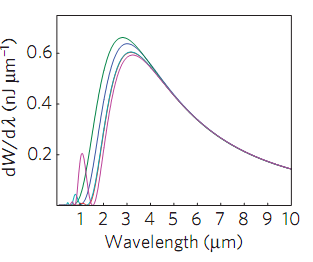 dW/dλ (nJ μm⁻¹)
0.6
0.4
0.2
1 2 3 4 5 6 7 8 9 10
Wavelength (μm)